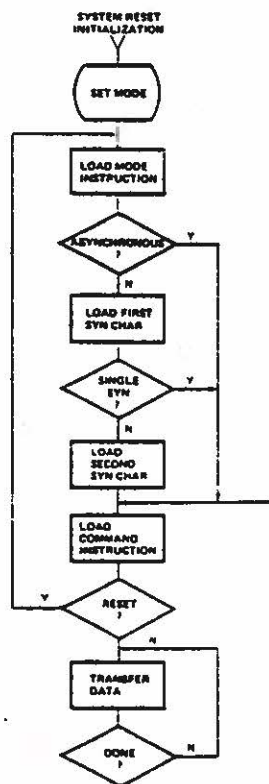 SYSTEM RESET
INITIALIZATION
SET MODE
LOAD MODE
INSTRUCTION
ASYNCHRONOUS
?
Y
N
LOAD FIRST
SYN CHAR
SINGLE
SYN
?
Y
N
LOAD
SECOND
SYN CHAR
LOAD
COMMAND
INSTRUCTION
Y
RESET
?
N
TRANSFER
DATA
DONE
?
N